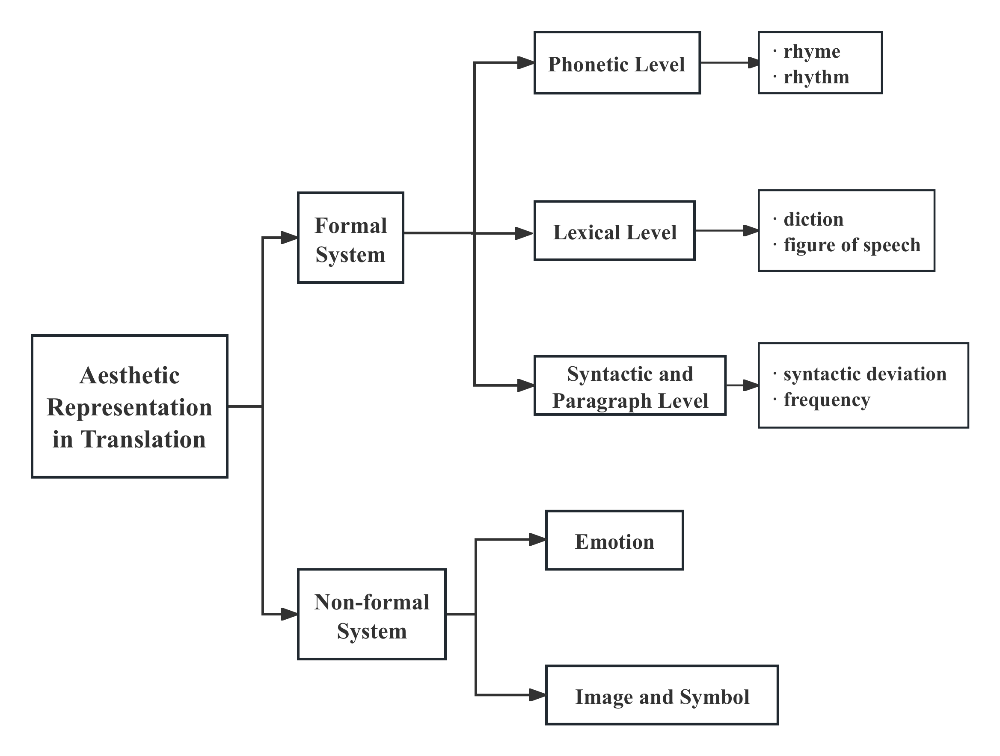 Aesthetic
Representation
in Translation
Formal
System
Phonetic Level
· rhyme
· rhythm
Lexical Level
· diction
· figure of speech
Syntactic and
Paragraph Level
· syntactic deviation
· frequency
Non-formal
System
Emotion
Image and Symbol